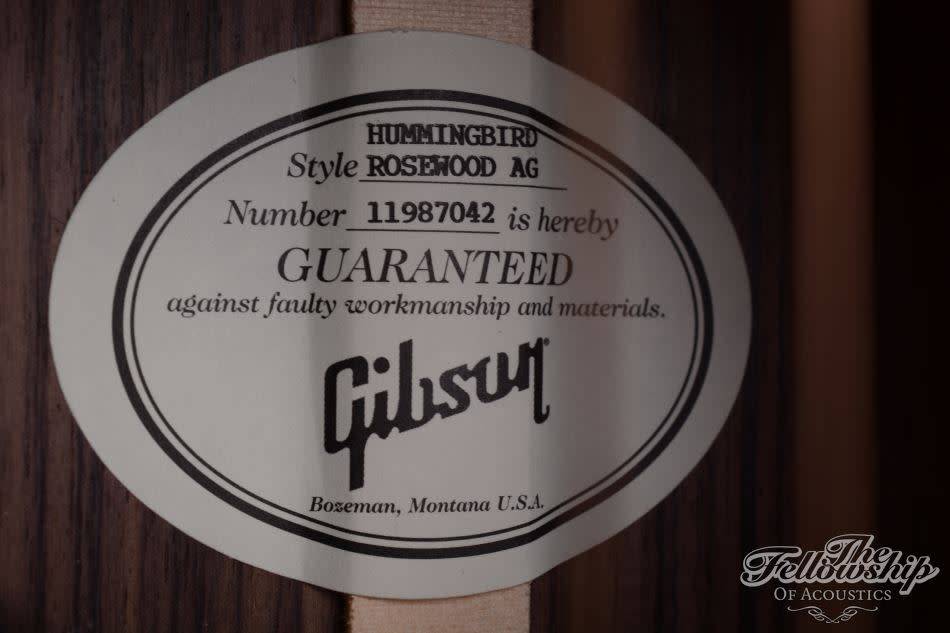 HUMMINGBIRD
Style ROSEWOOD AG
Number 11987042 is hereby
GUARANTEED
against faulty workmanship and materials.
Gibson
Bozeman, Montana U.S.A.
The
Fellowship
OF ACOUSTICS